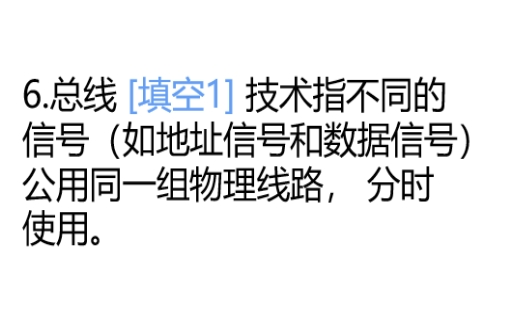 6.总线 [填空1] 技术指不同的
信号（如地址信号和数据信号）
公用同一组物理线路， 分时
使用。